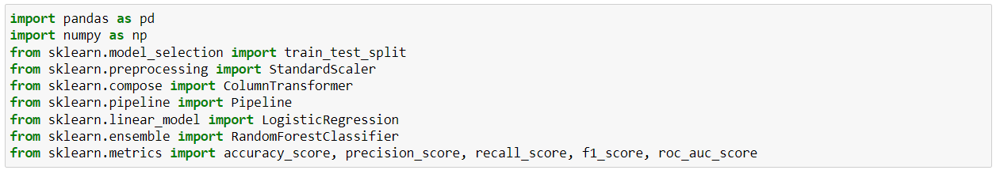 import pandas as pd
import numpy as np
from sklearn.model_selection import train_test_split
from sklearn.preprocessing import StandardScaler
from sklearn.compose import ColumnTransformer
from sklearn.pipeline import Pipeline
from sklearn.linear_model import LogisticRegression
from sklearn.ensemble import RandomForestClassifier
from sklearn.metrics import accuracy_score, precision_score, recall_score, f1_score, roc_auc_score